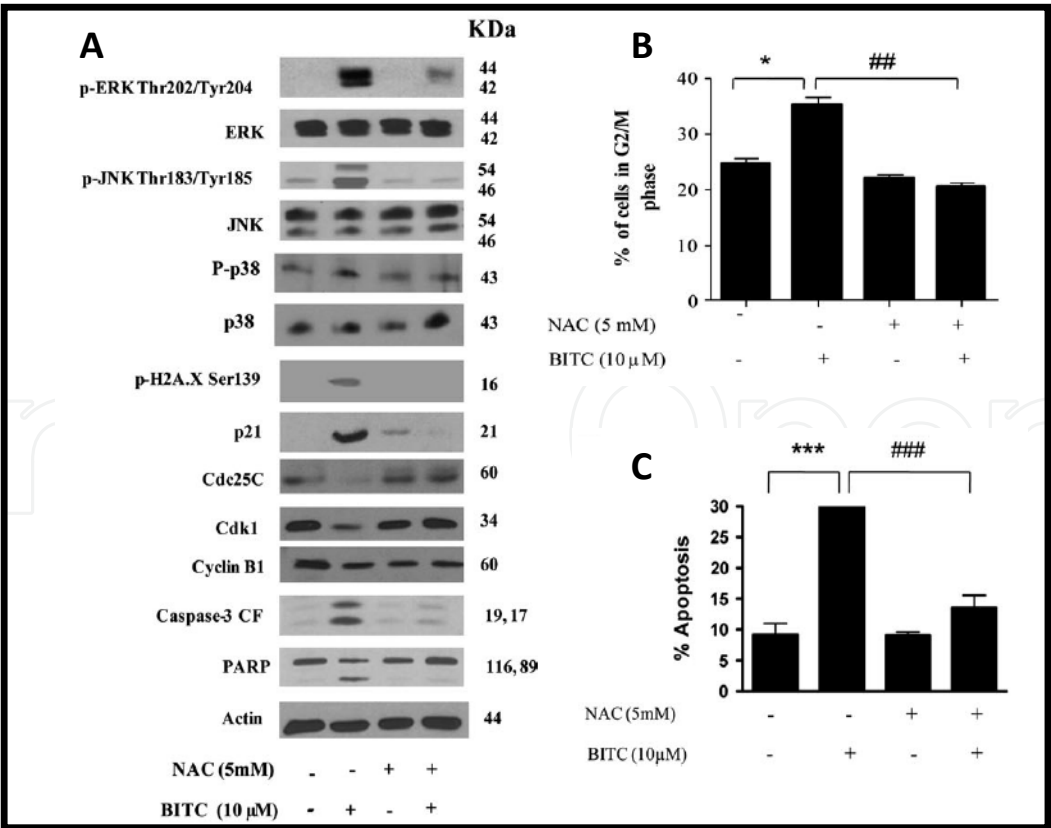 A
KDa
p-ERK Thr202/Tyr204
44
42
ERK
44
42
p-JNK Thr183/Tyr185
54
46
JNK
54
46
P-p38
43
p38
43
p-H2A.X Ser139
16
p21
21
Cdc25C
60
Cdk1
34
Cyclin B1
60
Caspase-3 CF
19, 17
PARP
116, 89
Actin
44
NAC (5mM) - - + +
BITC (10 μM) - + - +
B
* ##
% of cells in G2/M phase
40
30
20
10
0
NAC (5 mM) - - + +
BITC (10 μM) - + - +
C
*** ###
% Apoptosis
30
25
20
15
10
5
0
NAC (5mM) - - + +
BITC (10μM) - + - +